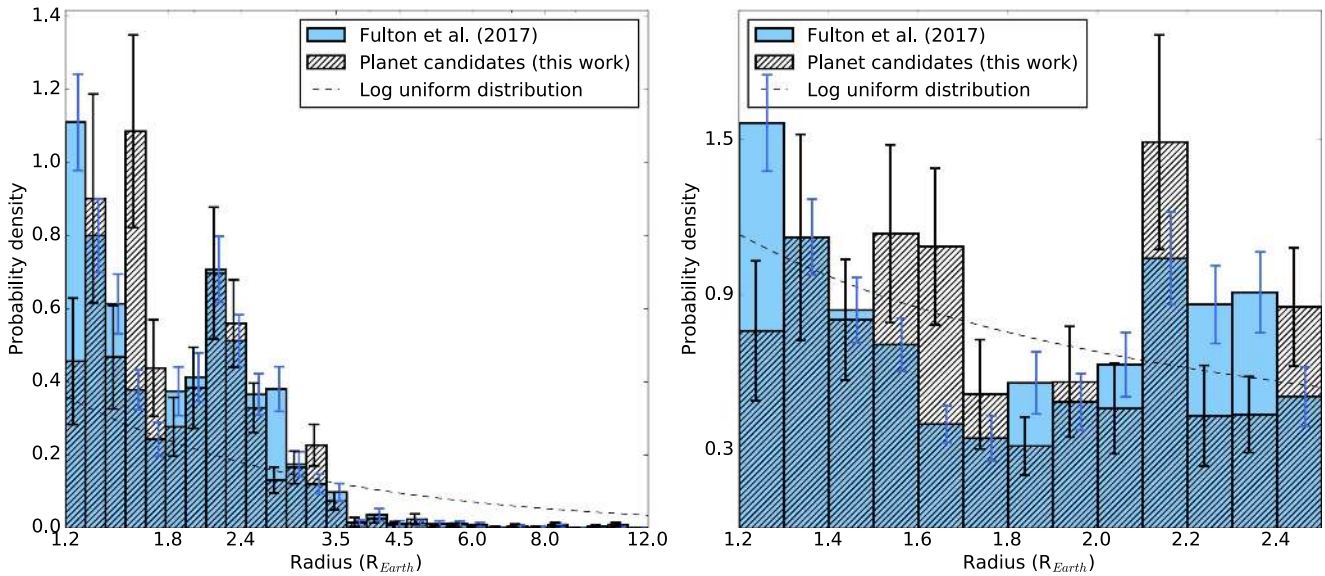 Fulton et al. (2017)
Planet candidates (this work)
Log uniform distribution
Probability density
1.4
1.2
1.0
0.8
0.6
0.4
0.2
0.0
1.2 1.8 2.4 3.5 4.5 6.0 8.0 12.0
Radius (R_Earth)
Fulton et al. (2017)
Planet candidates (this work)
Log uniform distribution
Probability density
1.5
0.9
0.3
1.2 1.4 1.6 1.8 2.0 2.2 2.4
Radius (R_Earth)